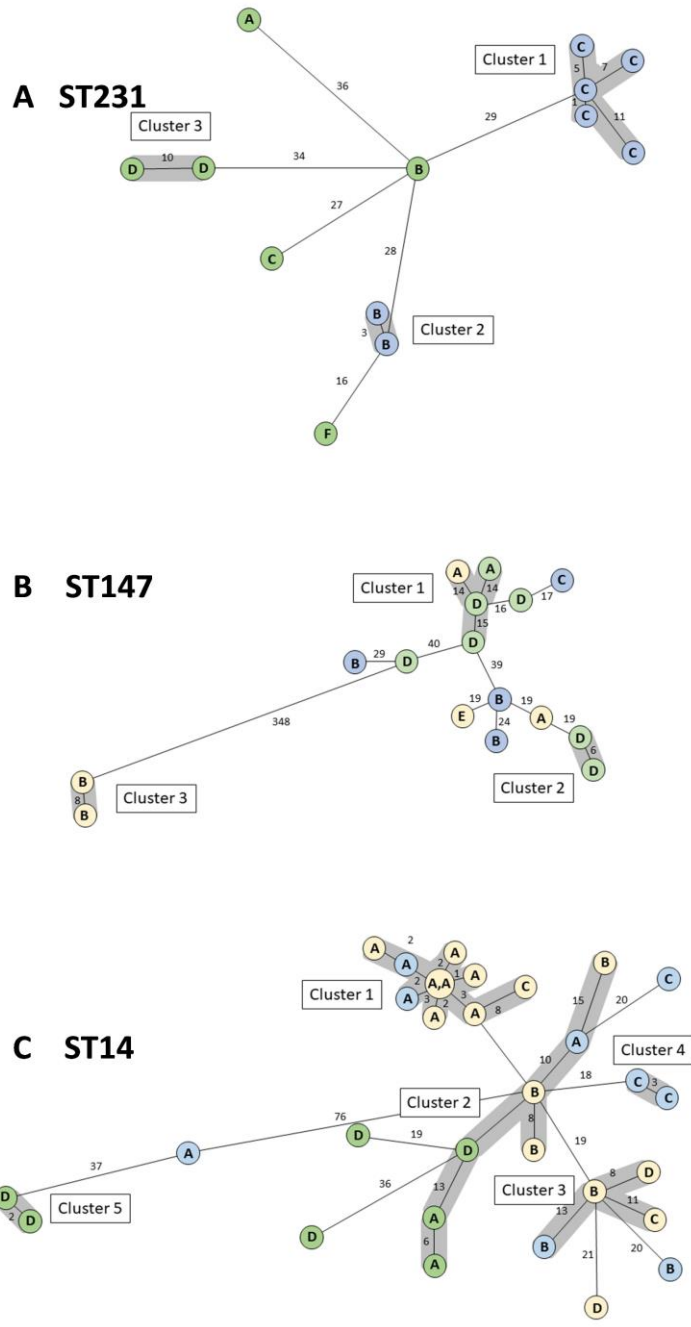 A ST231
A
36
Cluster 1
C
5
7
C
C
1
C
11
C
29
Cluster 3
10
D
D
34
B
27
C
28
B
3
B
Cluster 2
16
F
B ST147
Cluster 1
A
A
14
14
D
16
D
17
C
15
D
40
B
29
D
39
348
19
B
19
E
24
A
19
B
D
6
D
Cluster 2
B
8
B
Cluster 3
C ST14
A
2
A
A
2
2
1
A
A,A
Cluster 1
A
3
2
3
A
A
8
C
B
15
20
C
A
10
Cluster 4
18
C
3
C
Cluster 2
B
76
8
B
19
D
19
D
A
37
36
D
13
A
6
A
D
2
D
Cluster 5
Cluster 3
B
8
D
11
C
13
B
21
20
B
D